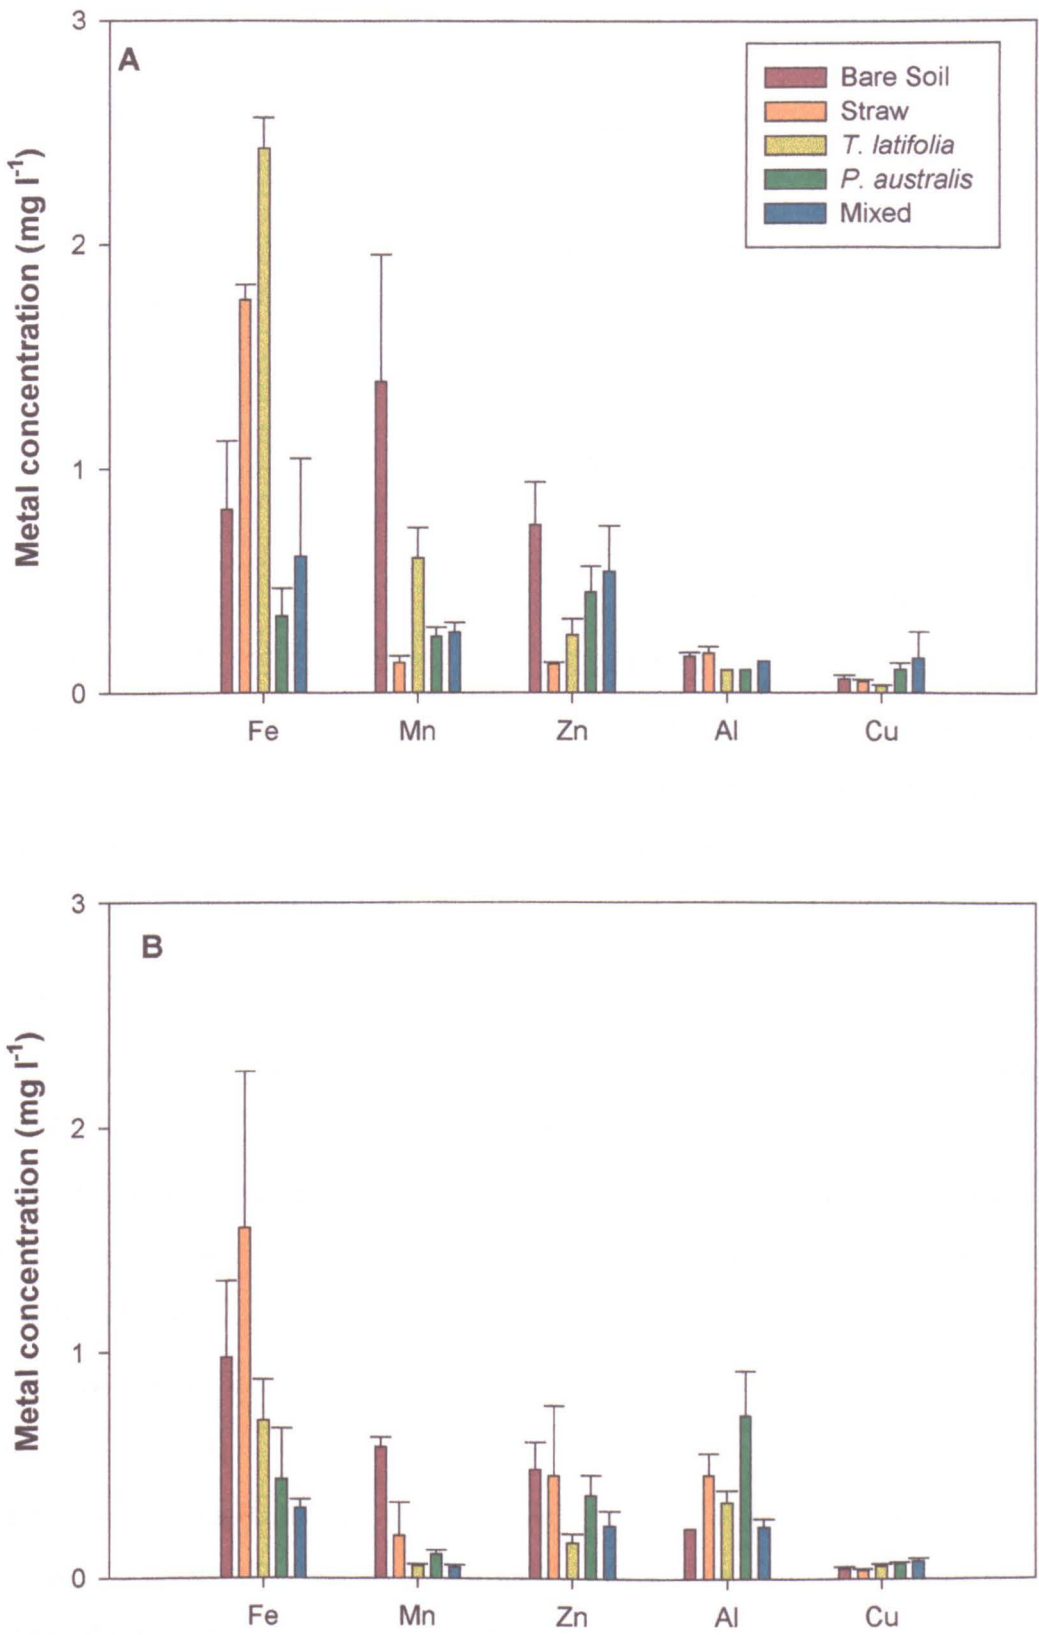 3
A
Bare Soil
Straw
T. latifolia
P. australis
Mixed
2
1
0
Metal concentration (mg l⁻¹)
Fe Mn Zn Al Cu
3
B
2
1
0
Metal concentration (mg l⁻¹)
Fe Mn Zn Al Cu